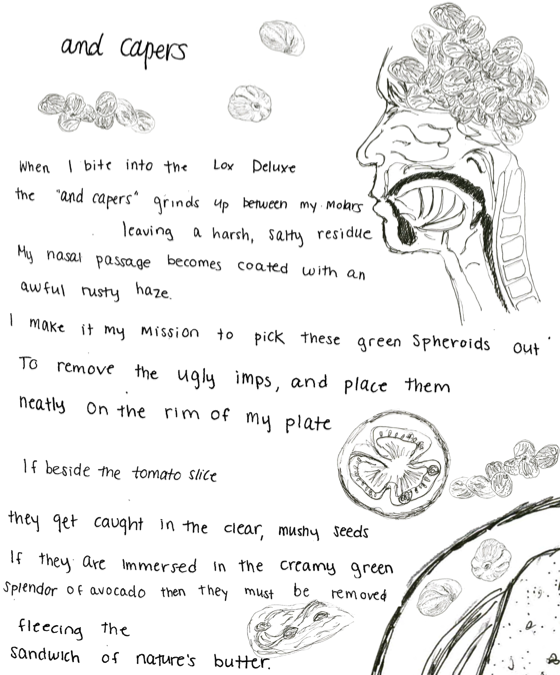 and capers
When I bite into the Lox Deluxe
the "and capers" grinds up between my Molars
leaving a harsh, salty residue
My nasal passage becomes coated with an
awful rusty haze.
I make it my mission to pick these green Spheroids out
To remove the ugly imps, and place them
neatly on the rim of my plate
If beside the tomato slice
they get caught in the clear, mushy seeds
If they are immersed in the creamy green
splendor of avocado then they must be removed
fleecing the
sandwich of nature's butter.